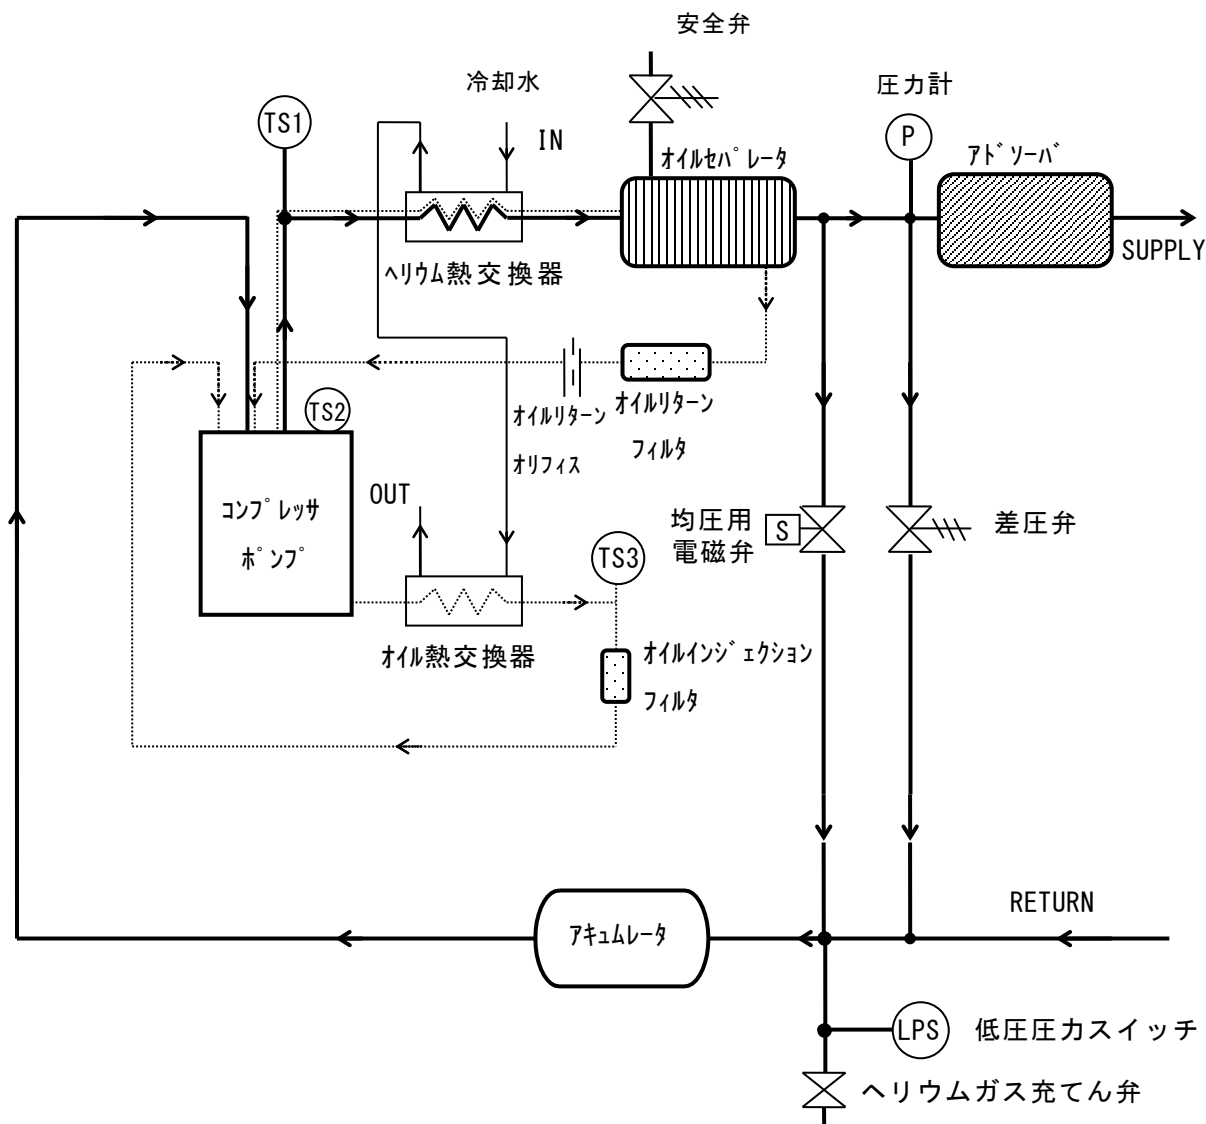 安全弁
冷却水
圧力計
TS1
IN
P
ｵｲﾙｾﾊﾟﾚｰﾀ
ｱﾄﾞｿｰﾊﾞ
SUPPLY
ﾍﾘｳﾑ熱交換器
TS2
ｵｲﾙﾘﾀｰﾝ
ｵﾘﾌｨｽ
ｵｲﾙﾘﾀｰﾝ
ﾌｨﾙﾀ
ｺﾝﾌﾟﾚｯｻ
ﾎﾟﾝﾌﾟ
OUT
均圧用
電磁弁
S
差圧弁
TS3
ｵｲﾙ熱交換器
ｵｲﾙｲﾝｼﾞｪｸｼｮﾝ
ﾌｨﾙﾀ
RETURN
ｱｷｭﾑﾚｰﾀ
LPS
低圧圧力スイッチ
ヘリウムガス充てん弁